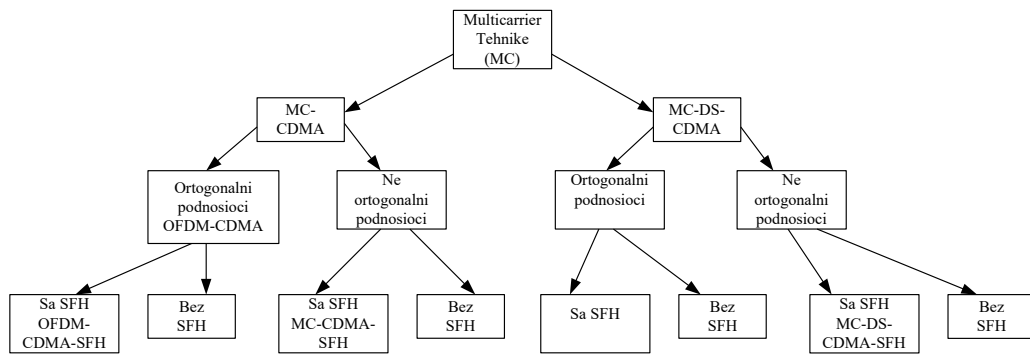 Multicarrier
Tehnike
(MC)
MC-
CDMA
MC-DS-
CDMA
Ortogonalni
podnosioci
OFDM-CDMA
Ne
ortogonalni
podnosioci
Ortogonalni
podnosioci
Ne
ortogonalni
podnosioci
Sa SFH
OFDM-
CDMA-SFH
Bez
SFH
Sa SFH
MC-CDMA-
SFH
Bez
SFH
Sa SFH
Bez
SFH
Sa SFH
MC-DS-
CDMA-SFH
Bez
SFH